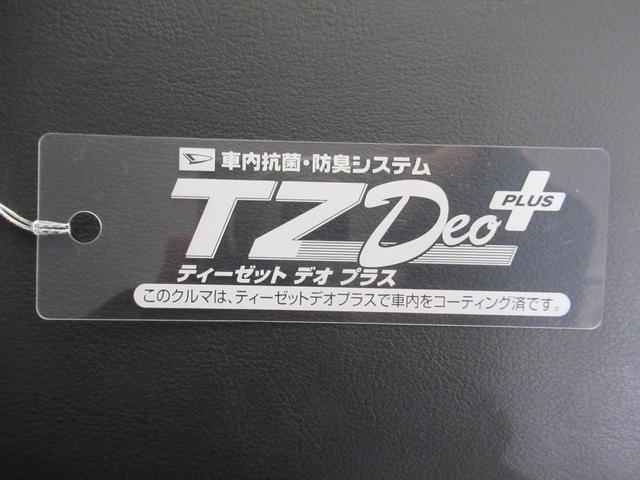 車内抗菌・防臭システム
TZ Deo PLUS
ティーゼット デオ プラス
このクルマは、ティーゼットデオプラスで車内をコーティング済です。